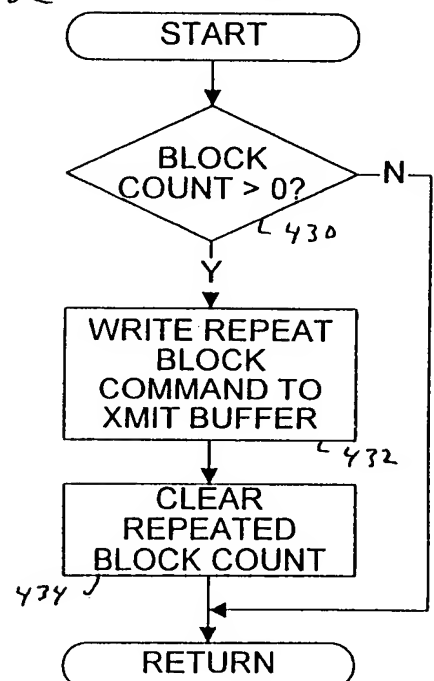 START
BLOCK
COUNT > 0?
N
430
Y
WRITE REPEAT
BLOCK
COMMAND TO
XMIT BUFFER
432
CLEAR
REPEATED
BLOCK COUNT
434
RETURN